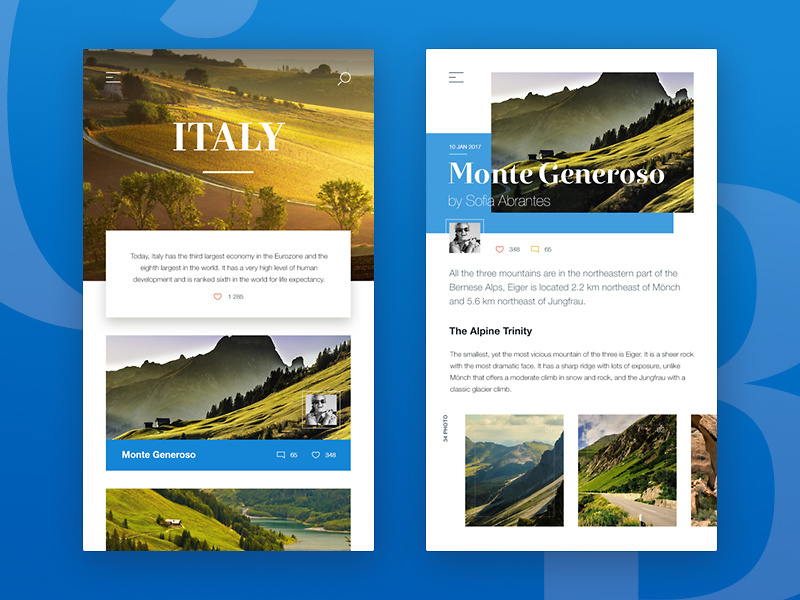 ITALY
Today, Italy has the third largest economy in the Eurozone and the
eighth largest in the world. It has a very high level of human
development and is ranked sixth in the world for life expectancy.
1 285
Monte Generoso
65
348
10 JAN 2017
Monte Generoso
by Sofia Abrantes
348
65
All the three mountains are in the northeastern part of the
Bernese Alps, Eiger is located 2.2 km northeast of Mönch
and 5.6 km northeast of Jungfrau.
The Alpine Trinity
The smallest, yet the most vicious mountain of the three is Eiger. It is a sheer rock
with the most dramatic face. It has a sharp ridge with lots of exposure, unlike
Mönch that offers a moderate climb in snow and rock, and the Jungfrau with a
classic glacier climb.
34 PHOTO